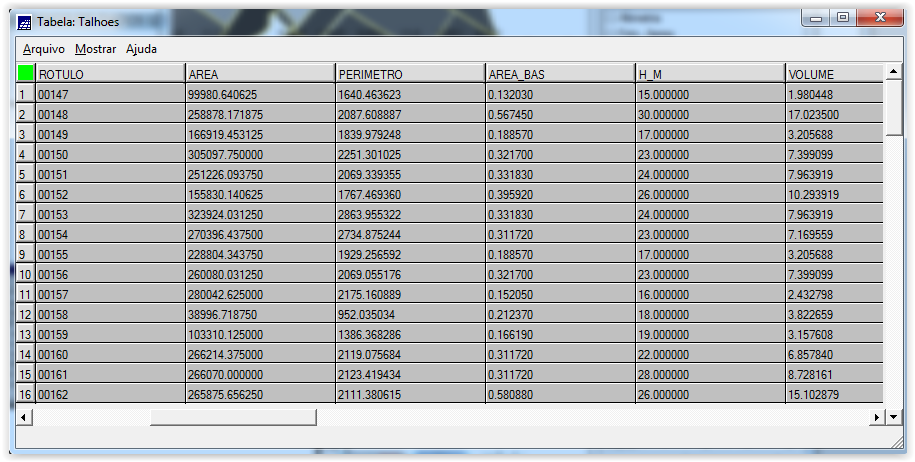 Tabela: Talhoes
Arquivo Mostrar Ajuda
ROTULO AREA PERIMETRO AREA_BAS H_M VOLUME
1 00147 99980.640625 1640.463623 0.132030 15.000000 1.980448
2 00148 258878.171875 2087.608887 0.567450 30.000000 17.023500
3 00149 166919.453125 1839.979248 0.188570 17.000000 3.205688
4 00150 305097.750000 2251.301025 0.321700 23.000000 7.399099
5 00151 251226.093750 2069.339355 0.331830 24.000000 7.963919
6 00152 155830.140625 1767.469360 0.395920 26.000000 10.293919
7 00153 323924.031250 2863.955322 0.331830 24.000000 7.963919
8 00154 270396.437500 2734.875244 0.311720 23.000000 7.169559
9 00155 228804.343750 1929.256592 0.188570 17.000000 3.205688
10 00156 260080.031250 2069.055176 0.321700 23.000000 7.399099
11 00157 280042.625000 2175.160889 0.152050 16.000000 2.432798
12 00158 38996.718750 952.035034 0.212370 18.000000 3.822659
13 00159 103310.125000 1386.368286 0.166190 19.000000 3.157608
14 00160 266214.375000 2119.075684 0.311720 22.000000 6.857840
15 00161 266070.000000 2123.419434 0.311720 28.000000 8.728161
16 00162 265875.656250 2111.380615 0.580880 26.000000 15.102879